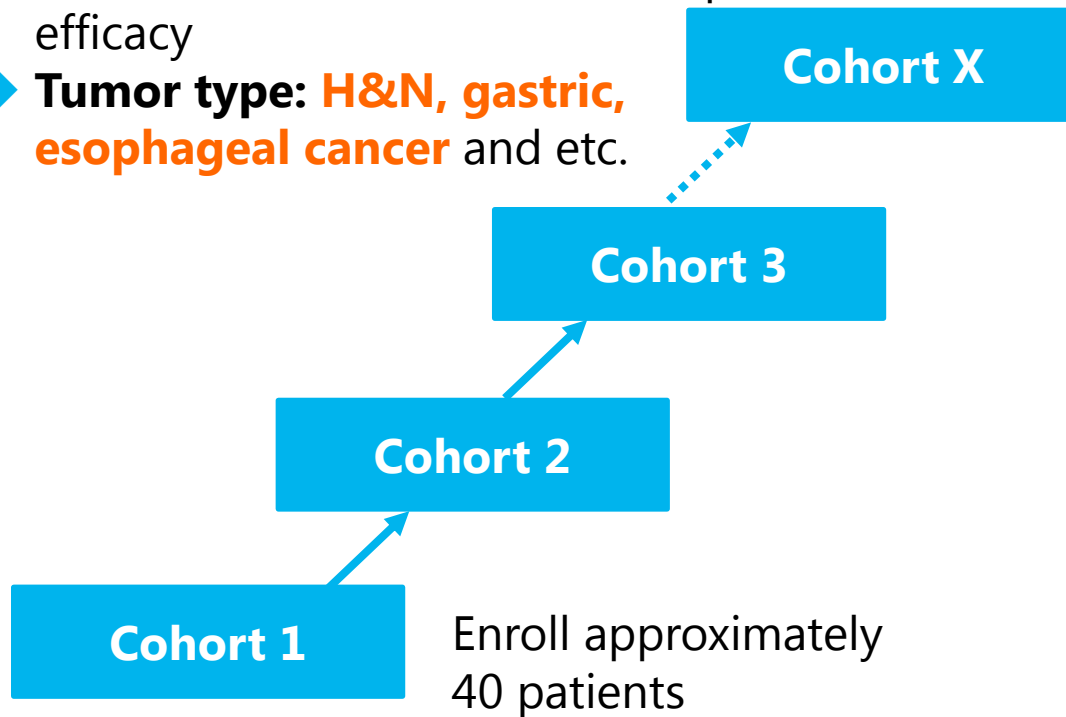 efficacy
Tumor type: H&N, gastric,
esophageal cancer and etc.
Cohort X
Cohort 3
Cohort 2
Cohort 1
Enroll approximately
40 patients